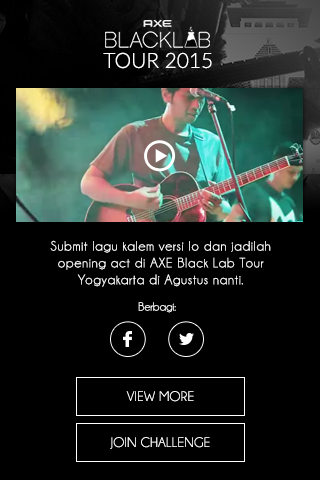 AXE
BLACKLAB
TOUR 2015
Submit lagu kalem versi lo dan jadilah
opening act di AXE Black Lab Tour
Yogyakarta di Agustus nanti.
Berbagi:
VIEW MORE
JOIN CHALLENGE